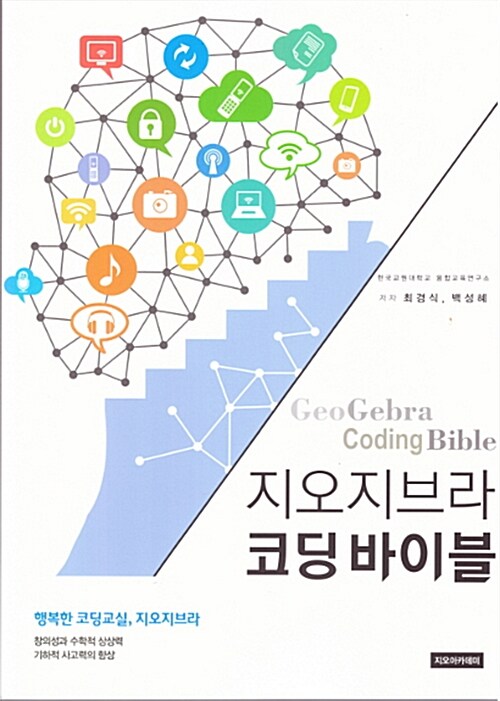 한국교원대학교 융합교육연구소
저자 최경식, 백성혜
GeoGebra
Coding Bible
지오지브라
코딩 바이블
행복한 코딩교실, 지오지브라
창의성과 수학적 상상력
기하적 사고력의 향상
지오아카데미